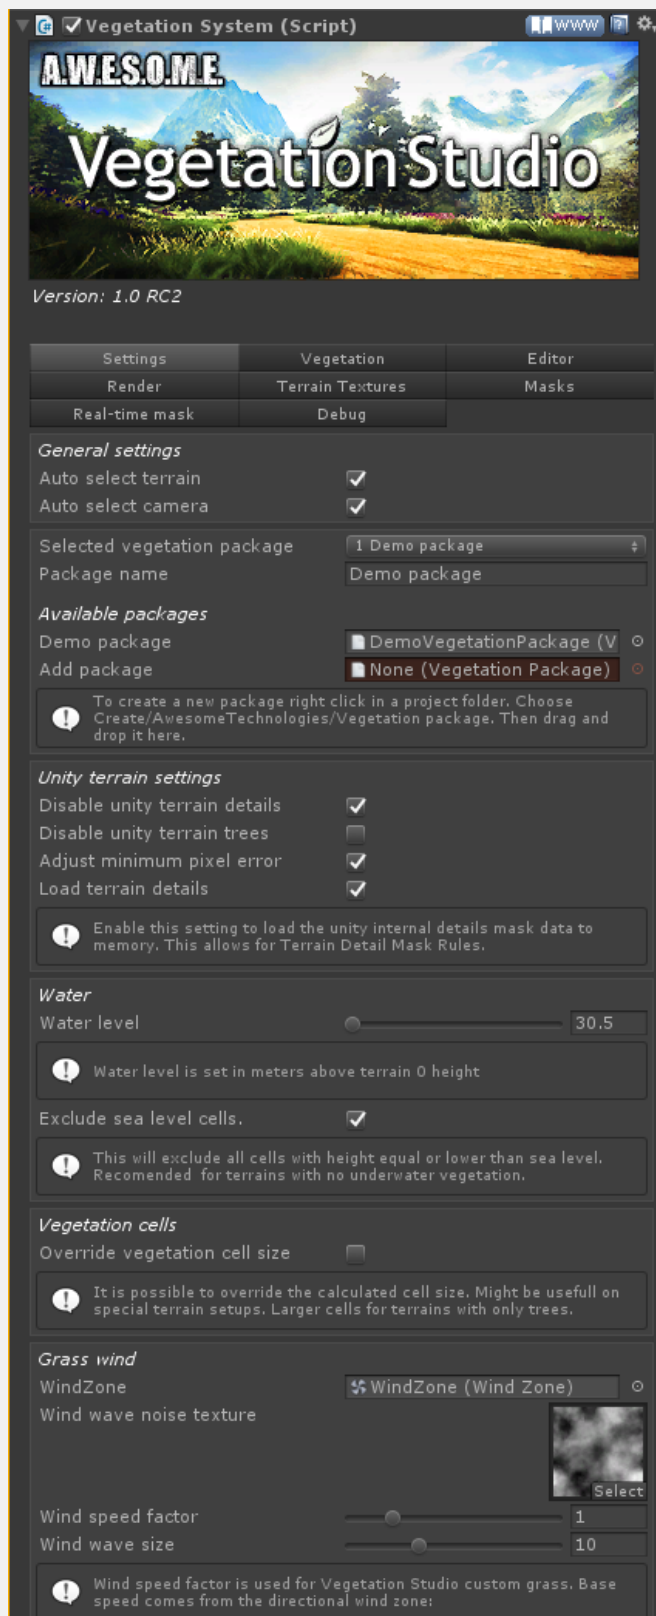 Vegetation System (Script)
WWW
A.W.E.S.O.M.E.
Vegetation Studio
Version: 1.0 RC2
Settings Vegetation Editor
Render Terrain Textures Masks
Real-time mask Debug
General settings
Auto select terrain
Auto select camera
Selected vegetation package 1 Demo package
Package name Demo package
Available packages
Demo package DemoVegetationPackage (V
Add package None (Vegetation Package)
To create a new package right click in a project folder. Choose
Create/AwesomeTechnologies/Vegetation package. Then drag and
drop it here.
Unity terrain settings
Disable unity terrain details
Disable unity terrain trees
Adjust minimum pixel error
Load terrain details
Enable this setting to load the unity internal details mask data to
memory. This allows for Terrain Detail Mask Rules.
Water
Water level 30.5
Water level is set in meters above terrain 0 height
Exclude sea level cells.
This will exclude all cells with height equal or lower than sea level.
Recomended for terrains with no underwater vegetation.
Vegetation cells
Override vegetation cell size
It is possible to override the calculated cell size. Might be usefull on
special terrain setups. Larger cells for terrains with only trees.
Grass wind
WindZone WindZone (Wind Zone)
Wind wave noise texture
Select
Wind speed factor 1
Wind wave size 10
Wind speed factor is used for Vegetation Studio custom grass. Base
speed comes from the directional wind zone: